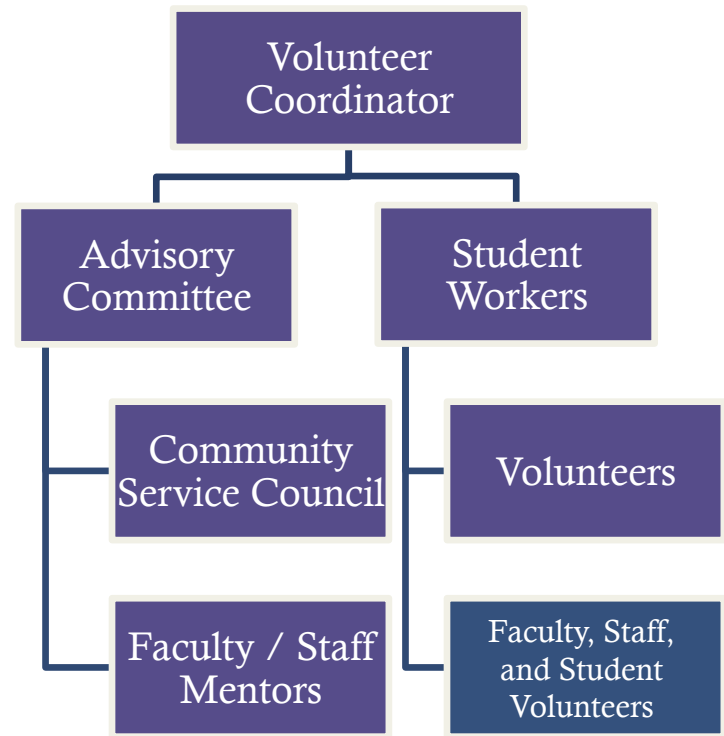 Volunteer
Coordinator
Advisory
Committee
Student
Workers
Community
Service Council
Volunteers
Faculty / Staff
Mentors
Faculty, Staff,
and Student
Volunteers